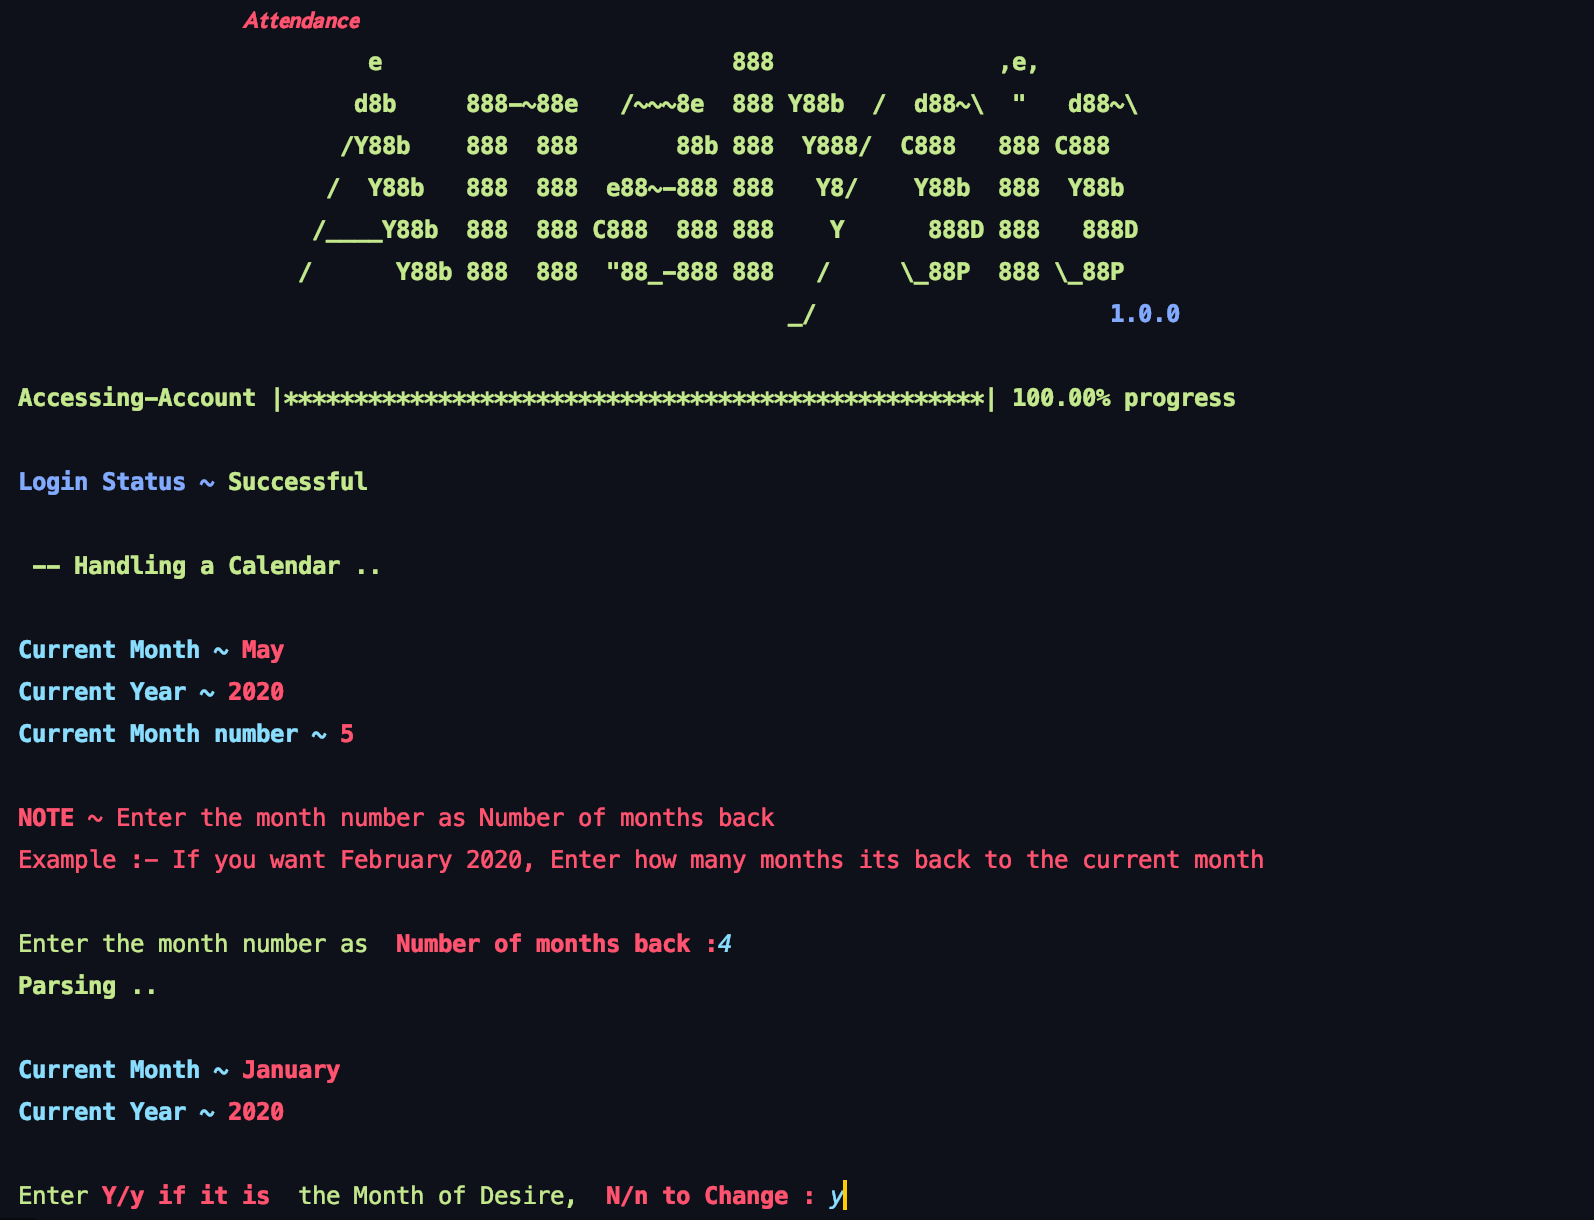 Attendance
               e                         888                ,e,
              d8b     888-~88e   /~~~8e  888 Y88b  /  d88~\  "   d88~\
             /Y88b    888  888       88b 888  Y888/  C888   888 C888
            /  Y88b   888  888  e88~-888 888   Y8/    Y88b  888  Y88b
           /____Y88b  888  888 C888  888 888    Y      888D 888   888D
          /      Y88b 888  888  "88_-888 888   /     \_88P  888 \_88P
                                             _/                     1.0.0
Accessing-Account |**************************************************| 100.00% progress
Login Status ~ Successful
-- Handling a Calendar ..
Current Month ~ May
Current Year ~ 2020
Current Month number ~ 5
NOTE ~ Enter the month number as Number of months back
Example :- If you want February 2020, Enter how many months its back to the current month
Enter the month number as  Number of months back :4
Parsing ..
Current Month ~ January
Current Year ~ 2020
Enter Y/y if it is  the Month of Desire,  N/n to Change : y